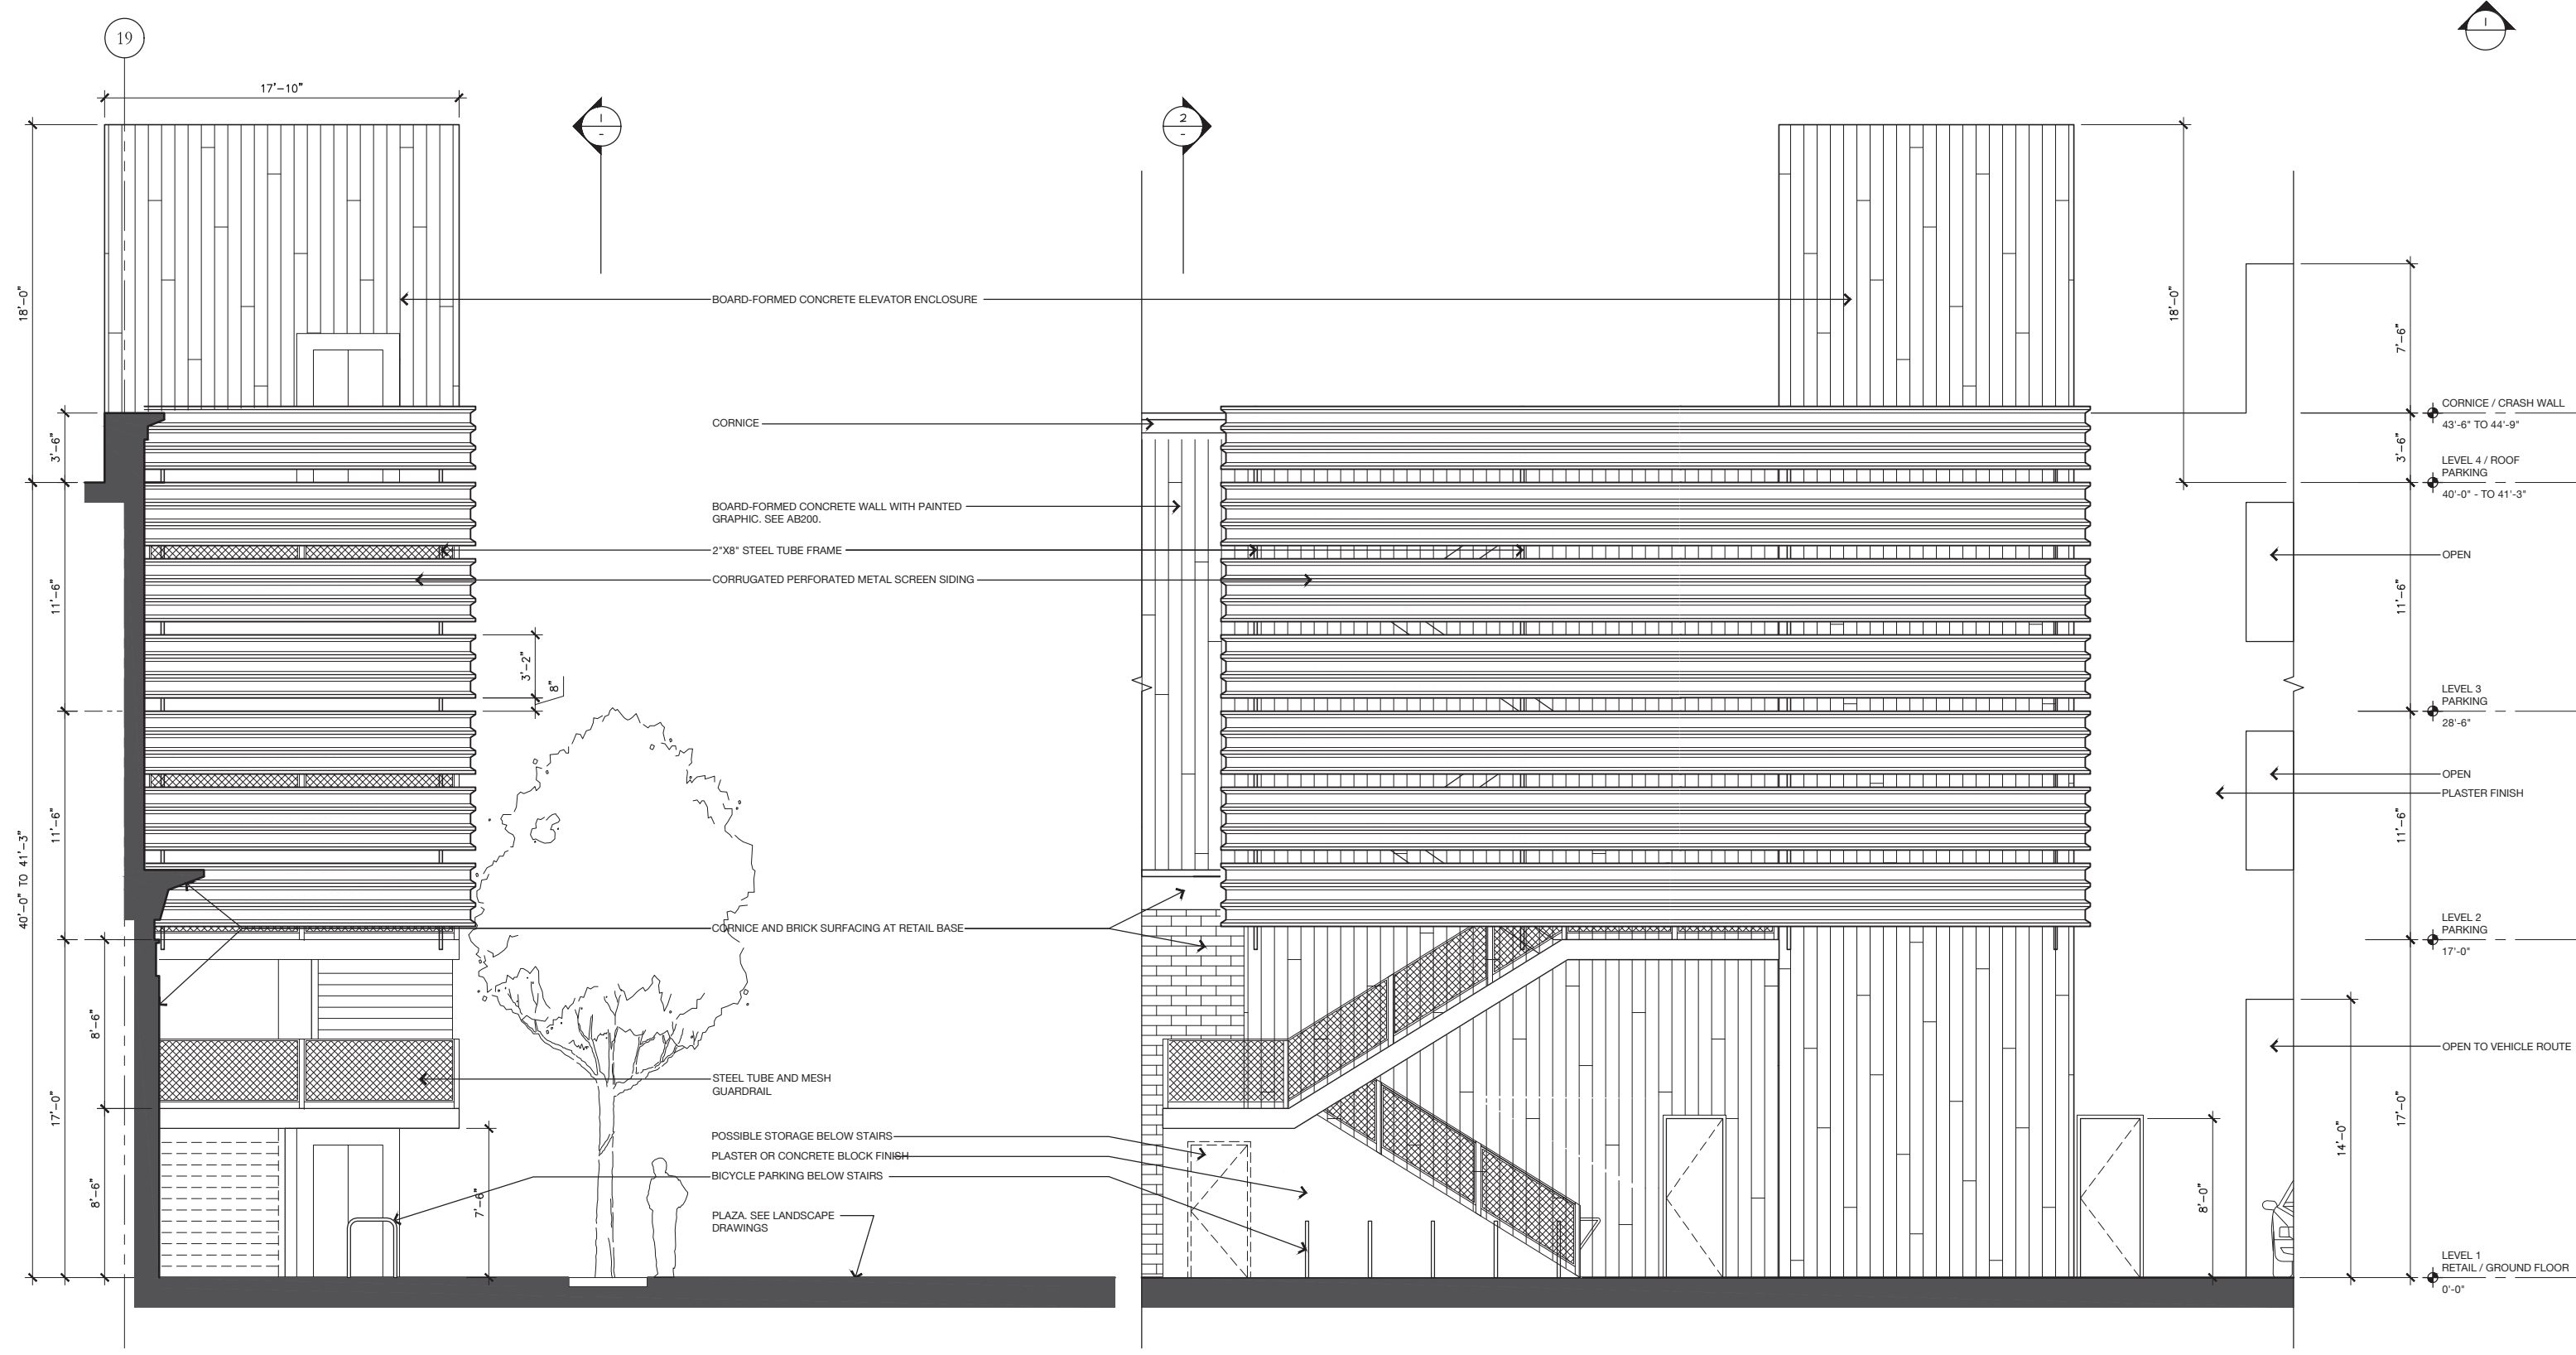 19
17'-10"
1
-
2
-
1
18'-0"
3'-6"
11'-6"
11'-6"
40'-0" TO 41'-3"
17'-0"
8'-6"
8'-6"
3'-2"
8"
7'-6"
BOARD-FORMED CONCRETE ELEVATOR ENCLOSURE
CORNICE
BOARD-FORMED CONCRETE WALL WITH PAINTED
GRAPHIC. SEE AB200.
2"X8" STEEL TUBE FRAME
CORRUGATED PERFORATED METAL SCREEN SIDING
CORNICE AND BRICK SURFACING AT RETAIL BASE
STEEL TUBE AND MESH
GUARDRAIL
POSSIBLE STORAGE BELOW STAIRS
PLASTER OR CONCRETE BLOCK FINISH
BICYCLE PARKING BELOW STAIRS
PLAZA. SEE LANDSCAPE
DRAWINGS
18'-0"
7'-6"
3'-6"
11'-6"
11'-6"
17'-0"
14'-0"
8'-0"
CORNICE / CRASH WALL
43'-6" TO 44'-9"
LEVEL 4 / ROOF
PARKING
40'-0" - TO 41'-3"
OPEN
LEVEL 3
PARKING
28'-6"
OPEN
PLASTER FINISH
LEVEL 2
PARKING
17'-0"
OPEN TO VEHICLE ROUTE
LEVEL 1
RETAIL / GROUND FLOOR
0'-0"